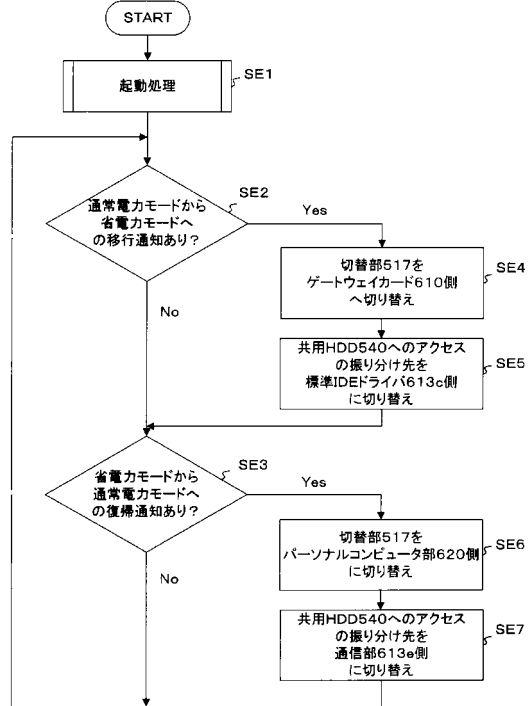 START
起動処理
SE1
SE2
通常電力モードから
省電力モードへ
の移行通知あり?
Yes
No
切替部517を
ゲートウェイカード610側
へ切り替え
SE4
共用HDD540へのアクセス
の振り分け先を
標準IDEドライバ613c側
に切り替え
SE5
SE3
省電力モードから
通常電力モードへ
の復帰通知あり?
Yes
No
切替部517を
パーソナルコンピュータ部620側
に切り替え
SE6
共用HDD540へのアクセス
の振り分け先を
通信部613e側
に切り替え
SE7